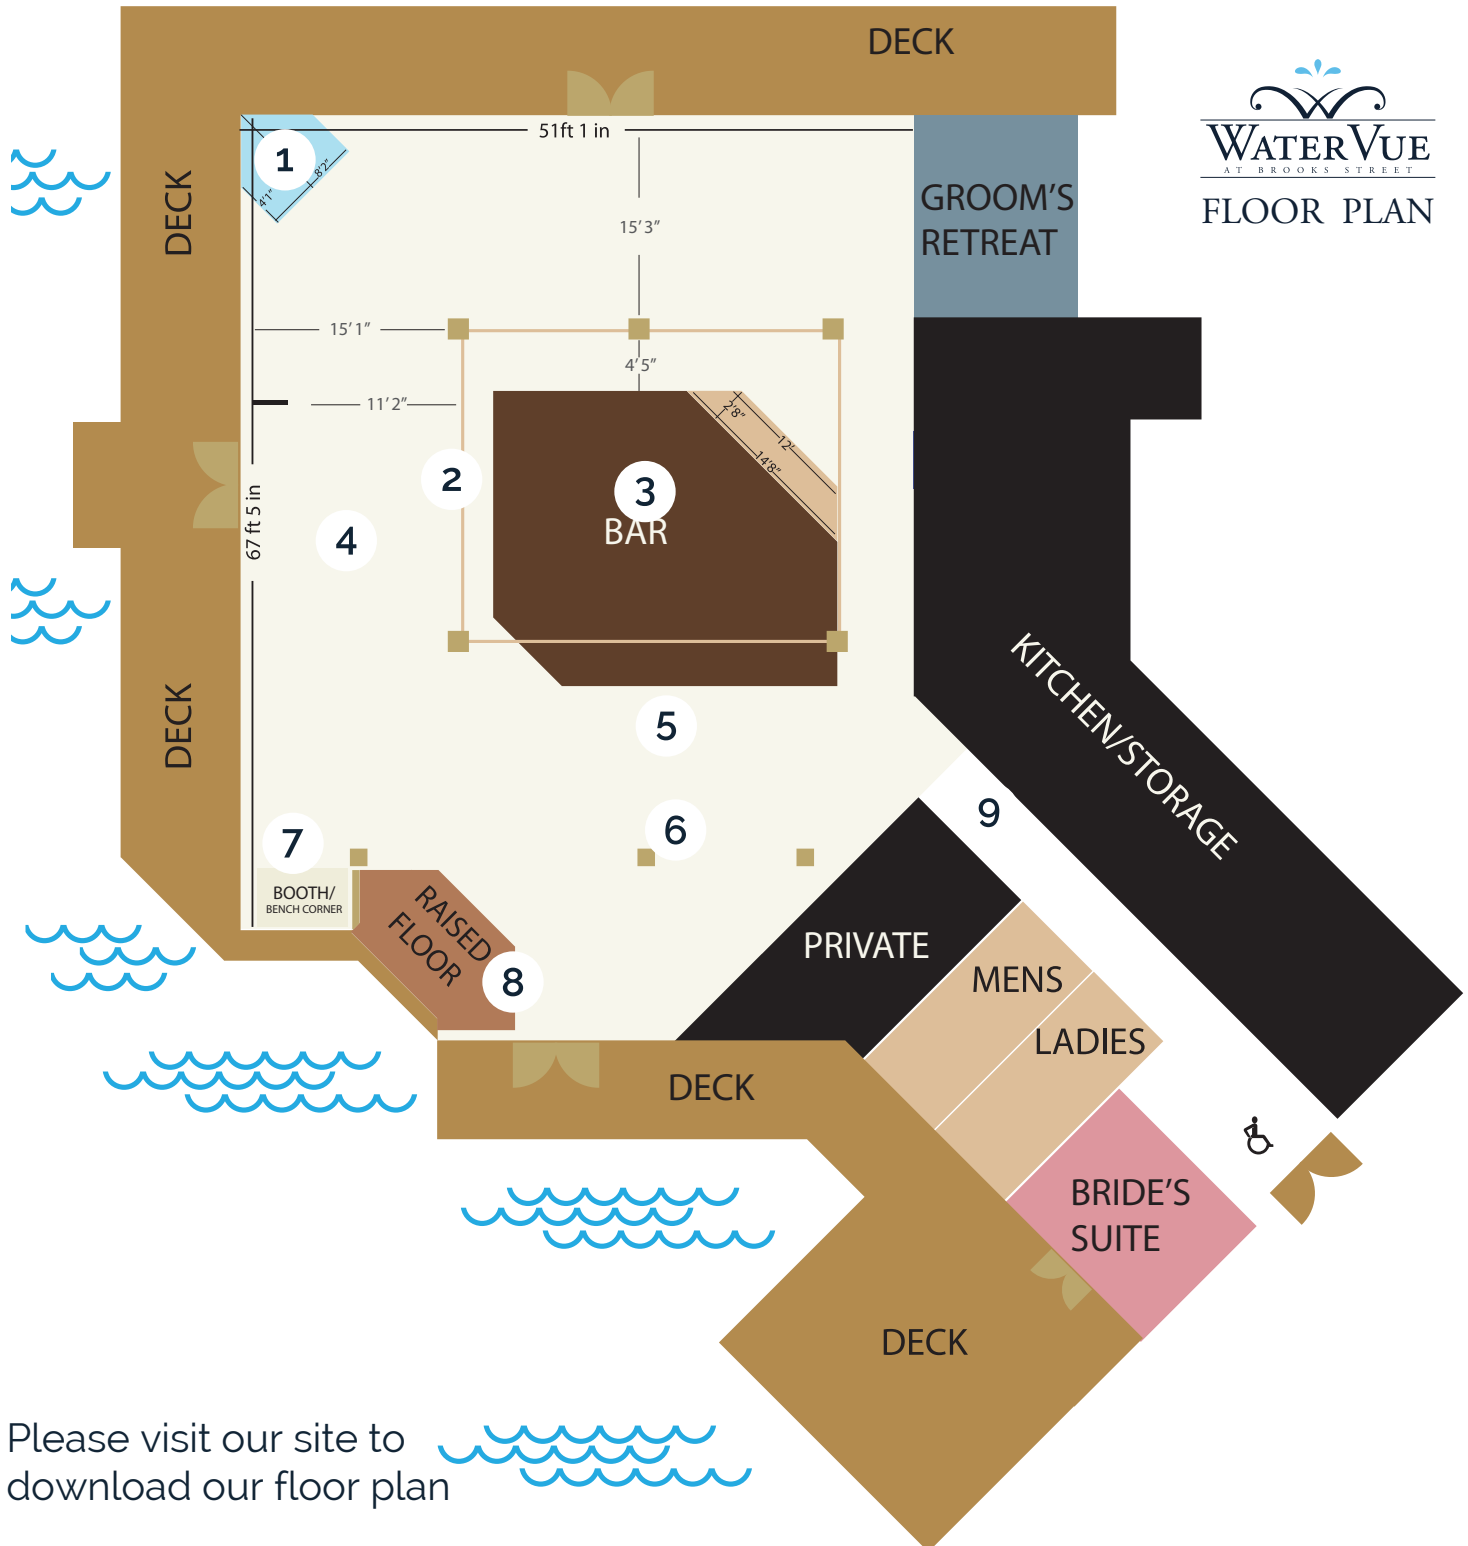 DECK
WATERVUE
AT BROOKS STREET
FLOOR PLAN
51ft 1 in
1
8'2"
4'1"
DECK
15'3"
GROOM'S
RETREAT
15'1"
4'5"
11'2"
2'8"
12'
14'8"
2
3
BAR
4
67 ft 5 in
DECK
5
KITCHEN/STORAGE
6
7
9
BOOTH/
BENCH CORNER
RAISED
FLOOR
8
PRIVATE
MENS
LADIES
DECK
BRIDE'S
SUITE
DECK
Please visit our site to
download our floor plan